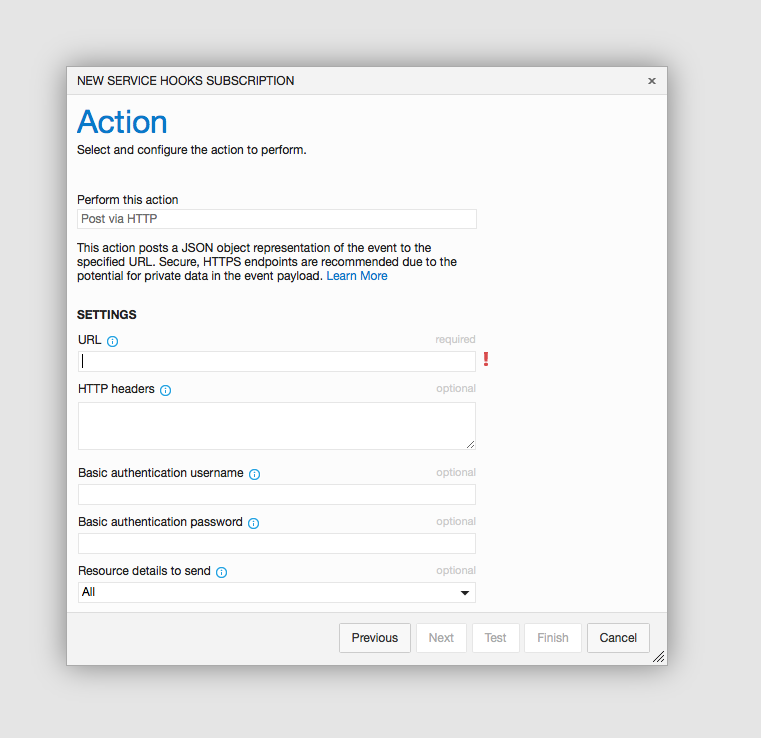 NEW SERVICE HOOKS SUBSCRIPTION ×
Action
Select and configure the action to perform.
Perform this action
Post via HTTP
This action posts a JSON object representation of the event to the
specified URL. Secure, HTTPS endpoints are recommended due to the
potential for private data in the event payload. Learn More
SETTINGS
URL required
!
HTTP headers optional
Basic authentication username optional
Basic authentication password optional
Resource details to send optional
All
Previous Next Test Finish Cancel